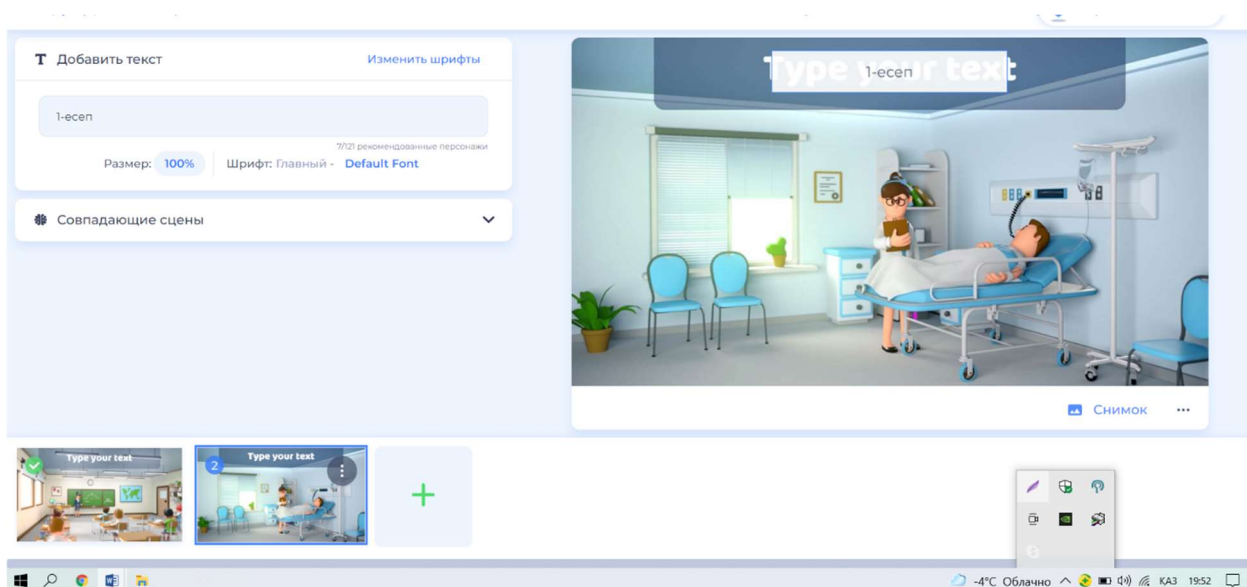 T Добавить текст
Изменить шрифты
1-есеп
7/121 рекомендованные персонажи
Размер: 100%
Шрифт: Главный - Default Font
Совпадающие сцены
Type your text
1-есеп
Снимок
Type your text
2
Type your text
-4°C Облачно
ҚАЗ
19:52